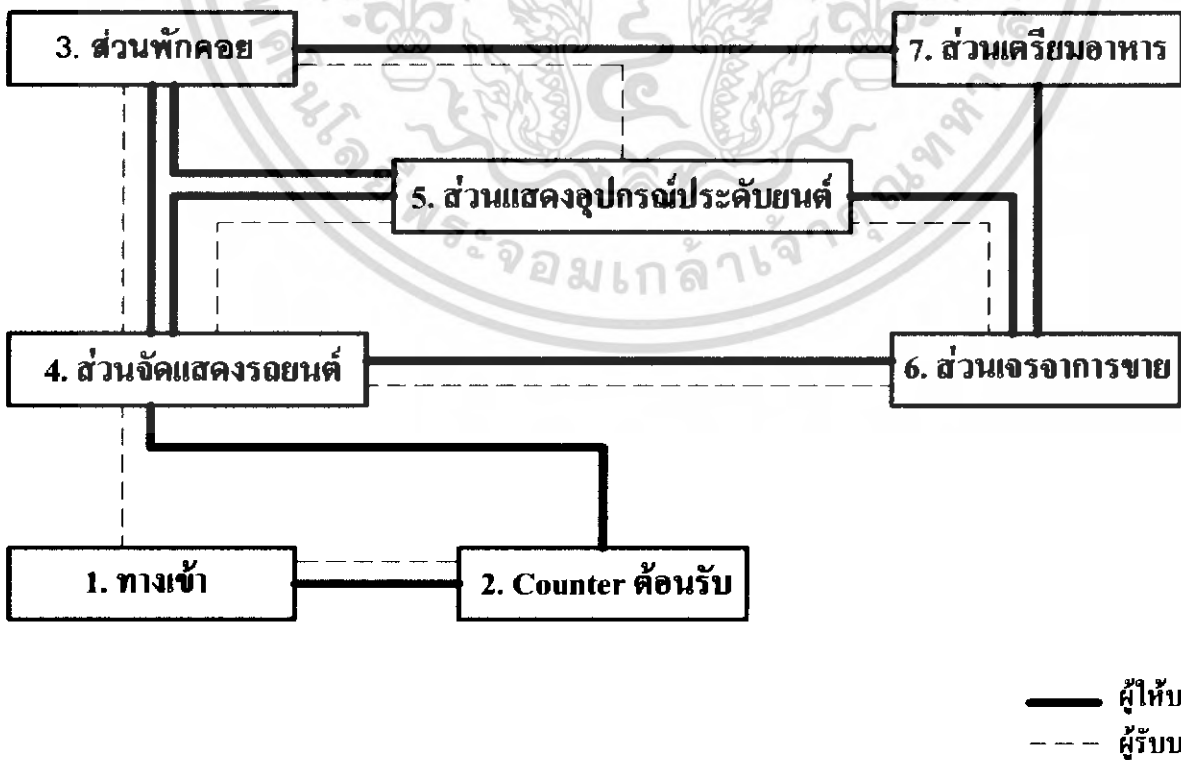 3. ส่วนพักคอย
7. ส่วนเตรียมอาหาร
5. ส่วนแสดงอุปกรณ์ประดับยนต์
4. ส่วนจัดแสดงรถยนต์
6. ส่วนเจรจาการขาย
1. ทางเข้า
2. Counter ต้อนรับ
ผู้ให้บ
ผู้รับบ